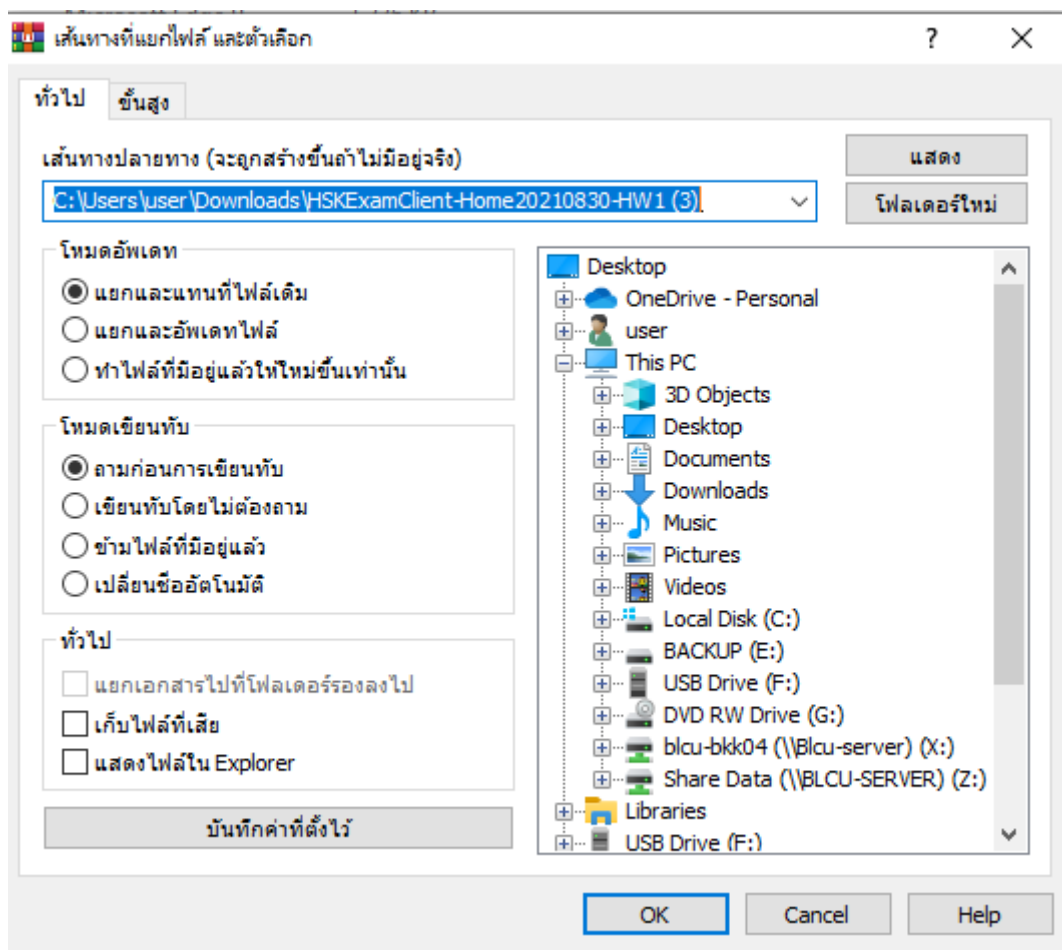 เส้นทางที่แยกไฟล์ และตัวเลือก
?
ทั่วไป
ขั้นสูง
เส้นทางปลายทาง (จะถูกสร้างขึ้นถ้าไม่มีอยู่จริง)
แสดง
C:\Users\user\Downloads\HSKExamClient-Home20210830-HW1 (3)
โฟลเดอร์ใหม่
โหมดอัพเดท
แยกและแทนที่ไฟล์เดิม
แยกและอัพเดทไฟล์
ทำไฟล์ที่มีอยู่แล้วให้ใหม่ขึ้นเท่านั้น
โหมดเขียนทับ
ถามก่อนการเขียนทับ
เขียนทับโดยไม่ต้องถาม
ข้ามไฟล์ที่มีอยู่แล้ว
เปลี่ยนชื่ออัตโนมัติ
ทั่วไป
แยกเอกสารไปที่โฟลเดอร์รองลงไป
เก็บไฟล์ที่เสีย
แสดงไฟล์ใน Explorer
บันทึกค่าที่ตั้งไว้
Desktop
OneDrive - Personal
user
This PC
3D Objects
Desktop
Documents
Downloads
Music
Pictures
Videos
Local Disk (C:)
BACKUP (E:)
USB Drive (F:)
DVD RW Drive (G:)
blcu-bkk04 (\\Blcu-server) (X:)
Share Data (\\BLCU-SERVER) (Z:)
Libraries
USB Drive (F:)
OK
Cancel
Help